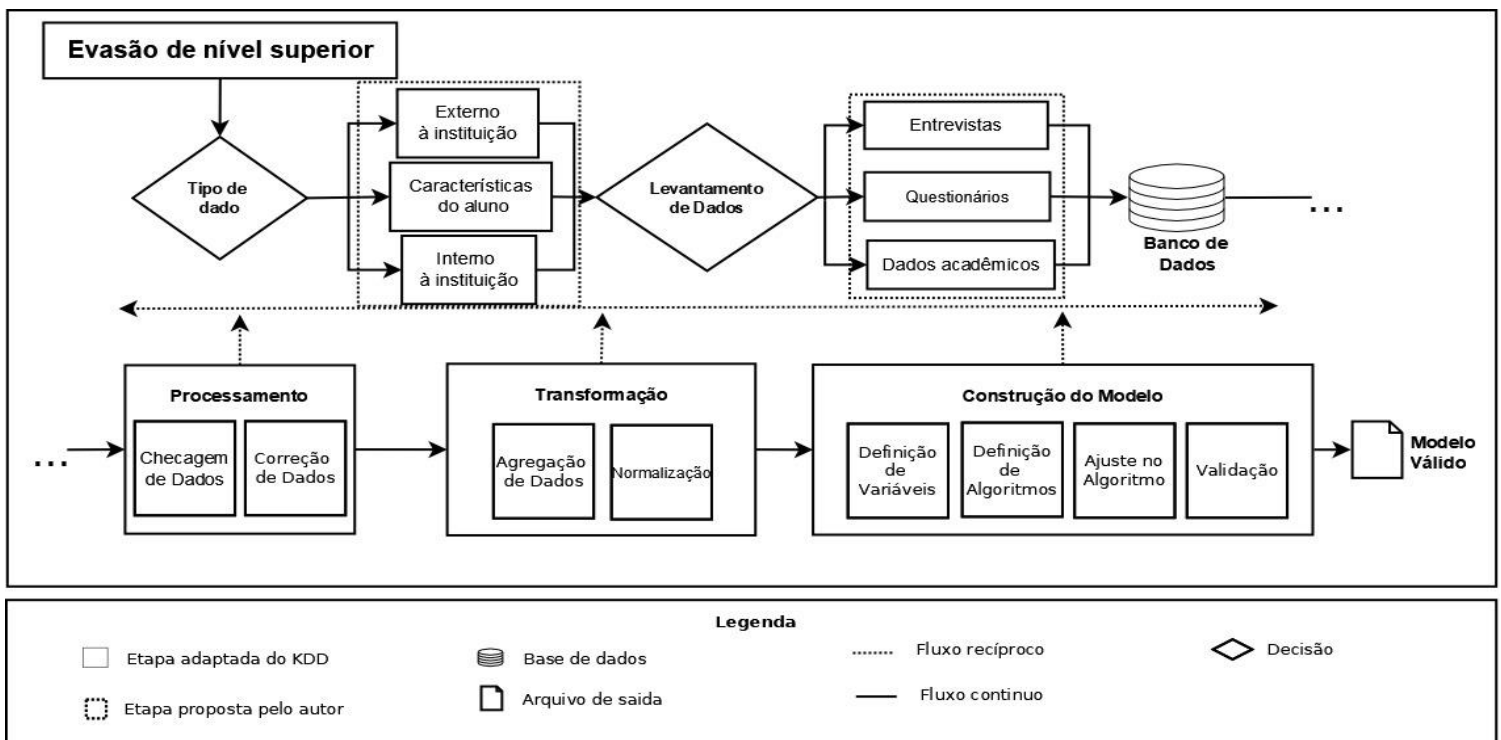 Evasão de nível superior
Tipo de
dado
Externo
à instituição
Características
do aluno
Interno
à instituição
Levantamento
de Dados
Entrevistas
Questionários
Dados acadêmicos
Banco de
Dados
...
...
Processamento
Checagem
de Dados
Correção
de Dados
Transformação
Agregação
de Dados
Normalização
Construção do Modelo
Definição
de
Variáveis
Definição
de
Algoritmos
Ajuste no
Algoritmo
Validação
Modelo
Válido
Legenda
Etapa adaptada do KDD
Base de dados
Fluxo recíproco
Decisão
Etapa proposta pelo autor
Arquivo de saida
Fluxo continuo